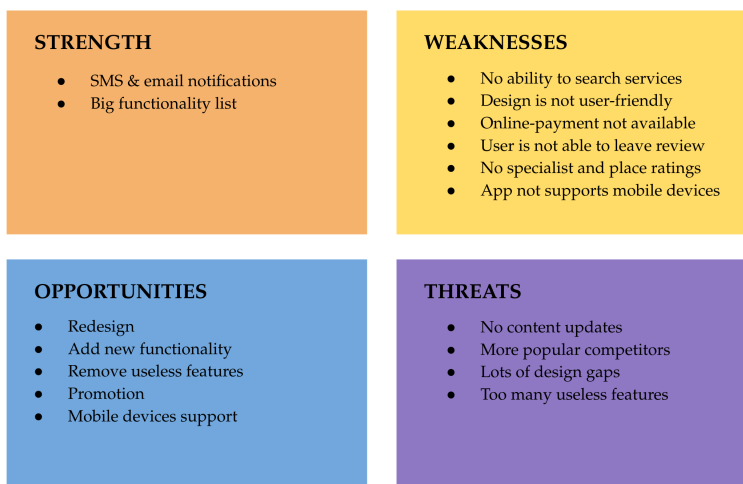 STRENGTH
● SMS & email notifications
● Big functionality list
WEAKNESSES
● No ability to search services
● Design is not user-friendly
● Online-payment not available
● User is not able to leave review
● No specialist and place ratings
● App not supports mobile devices
OPPORTUNITIES
● Redesign
● Add new functionality
● Remove useless features
● Promotion
● Mobile devices support
THREATS
● No content updates
● More popular competitors
● Lots of design gaps
● Too many useless features